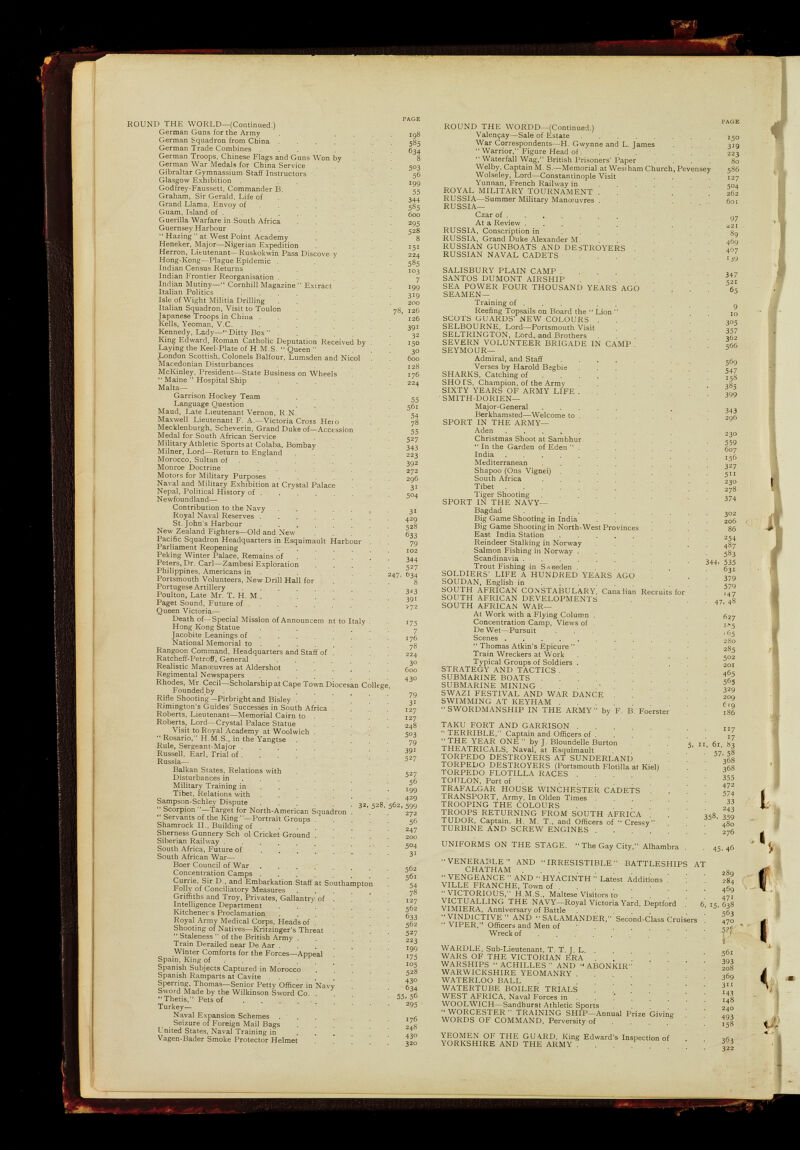 PAGE
ROUND THE WORLD—(Continued.)
German Guns for the Army 198
German Squadron from China 585
German Trade Combines 634
German Troops, Chinese Flags and Guns Won by 8
German War Medals for China Service 503
Gibraltar Gymnassium Staff Instructors 56
Glasgow Exhibition 199
Godfrey-Faussett, Commander B. 55
Graham, Sir Gerald, Life of 344
Grand Llama, Envoy of 585
Guam, Island of 600
Guerilla Warfare in South Africa 295
Guernsey Harbour 528
"Hazing" at West Point Academy 8
Heneker, Major—Nigerian Expedition 151
Herron, Lieutenant—Ruskokwin Pass Discovey 224
Hong-Kong—Plague Epidemic 585
Indian Census Returns 103
Indian Frontier Reorganisation 7
Indian Mutiny—"Cornhill Magazine" Extract 199
Italian Politics 319
Isle of Wight Militia Drilling 200
Italian Squadron, Visit to Toulon 78, 126
Japanese Troops in China 126
Kells, Yeoman, V.C. 391
Kennedy, Lady—"Ditty Box" 32
King Edward, Roman Catholic Deputation Received by 150
Laying the Keel-Plate of H.M.S. "Queen" 30
London Scottish, Colonels Balfour, Lumsden and Nicol 600
Macedonian Disturbances 128
McKinley, President—State Business on Wheels 176
"Maine" Hospital Ship 224
Malta—
Garrison Hockey Team 55
Language Question 561
Maud, Late Lieutenant Vernon, R.N. 54
Maxwell Lieutenant F. A.—Victoria Cross Hero 78
Mecklenburgh, Scheverin, Grand Duke of—Accession 55
Medal for South African Service 527
Military Athletic Sports at Colaba, Bombay 343
Milner, Lord—Return to England 223
Morocco, Sultan of 392
Monroe Doctrine 272
Motors for Military Purposes 296
Naval and Military Exhibition at Crystal Palace 31
Nepal, Political History of 504
Newfoundland—
Contribution to the Navy 31
Royal Naval Reserves 429
St. John's Harbour 528
New Zealand Fighters—Old and New 633
Pacific Squadron Headquarters in Esquimault Harbour 79
Parliament Reopening 102
Peking Winter Palace, Remains of 344
Peters, Dr. Carl—Zambesi Exploration 527
Philippines, Americans in 247, 634
Portsmouth Volunteers, New Drill Hall for 8
Portugese Artillery 323
Poulton, Late Mr. T. H. M. 391
Paget Sound, Future of 272
Queen Victoria—
Death of—Special Mission of Announcement to Italy 175
Hong Kong Statue 7
Jacobite Leanings of 176
National Memorial to 78
Rangoon Command, Headquarters and Staff of 224
Ratcheff-Petroff, General 30
Realistic Manœuvres at Aldershot 600
Regimental Newspapers 430
Rhodes, Mr. Cecil—Scholarship at Cape Town Diocesan College,
Founded by 79
Rifle Shooting—Pirbright and Bisley 31
Rimington's Guides' Successes in South Africa 127
Roberts, Lieutenant—Memorial Cairn to 127
Roberts, Lord—Crystal Palace Statue 248
Visit to Royal Academy at Woolwich 503
"Rosario," H.M.S., in the Yangtse 79
Rule, Sergeant-Major 391
Russell, Earl, Trial of 527
Russia—
Balkan States, Relations with 527
Disturbances in 56
Military Training in 199
Tibet, Relations with 429
Sampson-Schley Dispute 32, 528, 562, 599
"Scorpion"—Target for North-American Squadron 272
"Servants of the King"—Portrait Groups 56
Shamrock II., Building of 247
Sherness Gunnery School Cricket Ground 200
Siberian Railway 504
South Africa, Future of 31
South African War—
Boer Council of War 562
Concentration Camps 561
Currie, Sir D., and Embarkation Staff at Southampton 54
Folly of Conciliatory Measures 78
Griffiths and Troy, Privates, Gallantry of 127
Intelligence Department 562
Kitchener's Proclamation 633
Royal Army Medical Corps, Heads of 562
Shooting of Natives—Kritzinger's Threat 527
"Staleness" of the British Army 223
Train Derailed near De Aar 199
Winter Comforts for the Forces—Appeal 175
Spain, King of 105
Spanish Subjects Captured in Morocco 528
Spanish Ramparts at Cavite 430
Sperring, Thomas—Senior Petty Officer in Navy 634
Sword Made by the Wilkinson Sword Co. 55, 56
"Thetis," Pets of 295
Turkey—
Naval Expansion Schemes 176
Seizure of Foreign Mail Bags 248
United States, Naval Training in 430
Vagen-Bader Smoke Protector Helmet 320
PAGE
ROUND THE WORDD—(Continued.)
Valençay—Sale of Estate 150
War Correspondents—H. Gwynne and L. James 319
"Warrior," Figure Head of 223
"Waterfall Wag," British Prisoners' Paper 80
Welby, Captain M. S.—Memorial at Westham Church, Pevensey 586
Wolseley, Lord—Constantinople Visit 127
Yunnan, French Railway in 504
ROYAL MILITARY TOURNAMENT 262
RUSSIA—Summer Military Manœuvres 601
RUSSIA—
Czar of 97
At a Review 221
RUSSIA, Conscription in 89
RUSSIA, Grand Duke Alexander M. 469
RUSSIAN GUNBOATS AND DESTROYERS 407
RUSSIAN NAVAL CADETS 139
SALISBURY PLAIN CAMP 347
SANTOS DUMONT AIRSHIP 521
SEA POWER FOUR THOUSAND YEARS AGO 65
SEAMEN—
Training of 9
Reefing Topsails on Board the "Lion" 10
SCOTS GUARDS' NEW COLOURS 305
SELBOURNE, Lord—Portsmouth Visit 357
SELTRINGTON, Lord, and Brothers 362
SEVERN VOLUNTEER BRIGADE IN CAMP 566
SEYMOUR—
Admiral, and Staff 569
Verses by Harold Begbie 547
SHARKS, Catching of 158
SHOTS, Champion, of the Army 385
SIXTY YEARS OF ARMY LIFE 399
SMITH-DORIEN—
Major-General 343
Berkhamsted—Welcome to 296
SPORT IN THE ARMY—
Aden 230
Christmas Shoot at Sambhur 559
"In the Garden of Eden" 607
India 156
Mediterranean 327
Shapoo (Ons Vignei) 511
South Africa 230
Tibet 278
Tiger Shooting 374
SPORT IN THE NAVY—
Bagdad 302
Big Game Shooting in India 206
Big Game Shooting in North-West Provinces 86
East India Station 254
Reindeer Stalking in Norway 487
Salmon Fishing in Norway 583
Scandinavia 344, 535
Trout Fishing in Sweeden 631
SOLDIERS' LIFE A HUNDRED YEARS AGO 379
SOUDAN, English in 579
SOUTH AFRICAN CONSTABULARY, Canadian Recruits for 147
SOUTH AFRICAN DEVELOPMENTS 47, 48
SOUTH AFRICAN WAR—
At Work with a Flying Column 627
Concentration Camp, Views of 185
De Wet—Pursuit 65
Scenes 280
"Thomas Atkin's Epicure" 285
Train Wreckers at Work 502
Typical Groups of Soldiers 201
STRATEGY AND TACTICS 465
SUBMARINE BOATS 565
SUBMARINE MINING 329
SWAZI FESTIVAL AND WAR DANCE 209
SWIMMING AT KEYHAM 619
"SWORDMANSHIP IN THE ARMY" by F. B. Foerster 186
TAKU FORT AND GARRISON 117
"TERRIBLE," Captain and Officers of 17
"THE YEAR ONE" by J. Bloundelle Burton 5, 11, 61, 83
THEATRICALS, Naval, at Esquimault 57, 58
TORPEDO DESTROYERS AT SUNDERLAND 368
TORPEDO DESTROYERS (Portsmouth Flotilla at Kiel) 368
TORPEDO FLOTILLA RACES 355
TOULON, Port of 472
TRAFALGAR HOUSE WINCHESTER CADETS 574
TRANSPORT, Army, In Olden Times 33
TROOPING THE COLOURS 243
TROOPS RETURNING FROM SOUTH AFRICA 358, 359
TUDOR, Captain, H. M. T., and Officers of "Cressy" 480
TURBINE AND SCREW ENGINES 276
UNIFORMS ON THE STAGE. "The Gay City," Alhambra 45, 46
"VENERABLE" AND "IRRESISTIBLE" BATTLESHIPS AT
CHATHAM 289
"VENGEANCE" AND "HYACINTH" Latest Additions 284
VILLE FRANCHE, Town of 469
"VICTORIOUS," H.M.S., Maltese Visitors to 471
VICTUALLING THE NAVY—Royal Victoria Yard, Deptford 6, 15, 638
VIMIERA, Anniversary of Battle 563
"VINDICTIVE" AND "SALAMANDER," Second-Class Cruisers 470
"VIPER," Officers and Men of
Wreck of
WARDLE, Sub-Lieutenant, T. T. J. L. 561
WARS OF THE VICTORIAN ERA 393
WARSHIPS "ACHILLES" AND "ABONKIR" 208
WARWICKSHIRE YEOMANRY 369
WATERLOO BALL 311
WATERTUBE BOILER TRIALS 143
WEST AFRICA, Naval Forces in 148
WOOLWICH—Sandhurst Athletic Sports 240
"WORCESTER" TRAINING SHIP—Annual Prize Giving 493
WORDS OF COMMAND, Perversity of 158
YEOMEN OF THE GUARD, King Edward's Inspection of 363
YORKSHIRE AND THE ARMY 322